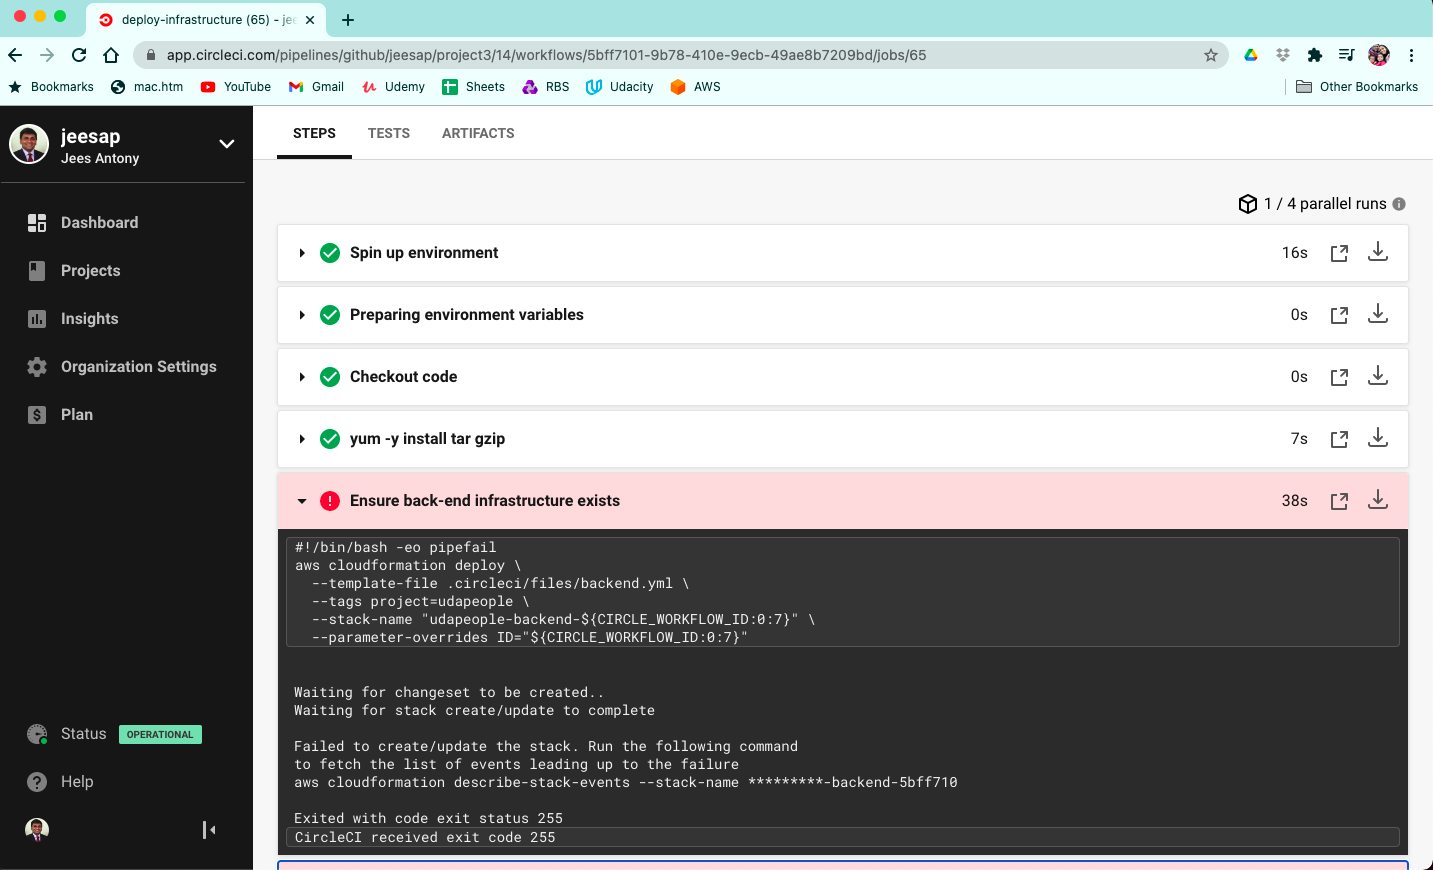 deploy-infrastructure (65) - jee
app.circleci.com/pipelines/github/jeesap/project3/14/workflows/5bff7101-9b78-410e-9ecb-49ae8b7209bd/jobs/65
Bookmarks mac.htm YouTube Gmail Udemy Sheets RBS Udacity AWS Other Bookmarks
jeesap
Jees Antony
Dashboard
Projects
Insights
Organization Settings
$ Plan
Status OPERATIONAL
? Help
STEPS TESTS ARTIFACTS
1 / 4 parallel runs
Spin up environment 16s
Preparing environment variables 0s
Checkout code 0s
yum -y install tar gzip 7s
! Ensure back-end infrastructure exists 38s
#!/bin/bash -eo pipefail
aws cloudformation deploy \
--template-file .circleci/files/backend.yml \
--tags project=udapeople \
--stack-name "udapeople-backend-${CIRCLE_WORKFLOW_ID:0:7}" \
--parameter-overrides ID="${CIRCLE_WORKFLOW_ID:0:7}"
Waiting for changeset to be created..
Waiting for stack create/update to complete
Failed to create/update the stack. Run the following command
to fetch the list of events leading up to the failure
aws cloudformation describe-stack-events --stack-name *********-backend-5bff710
Exited with code exit status 255
CircleCI received exit code 255